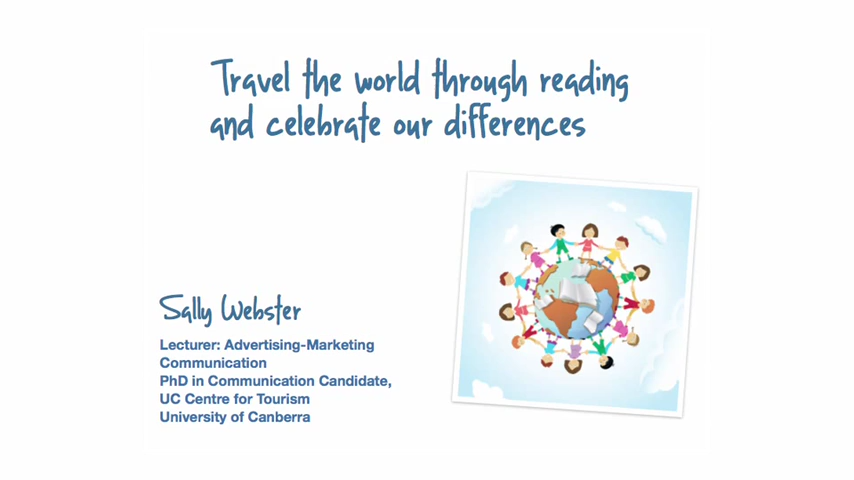 Travel the world through reading
and celebrate our differences
Sally Webster
Lecturer: Advertising-Marketing
Communication
PhD in Communication Candidate,
UC Centre for Tourism
University of Canberra